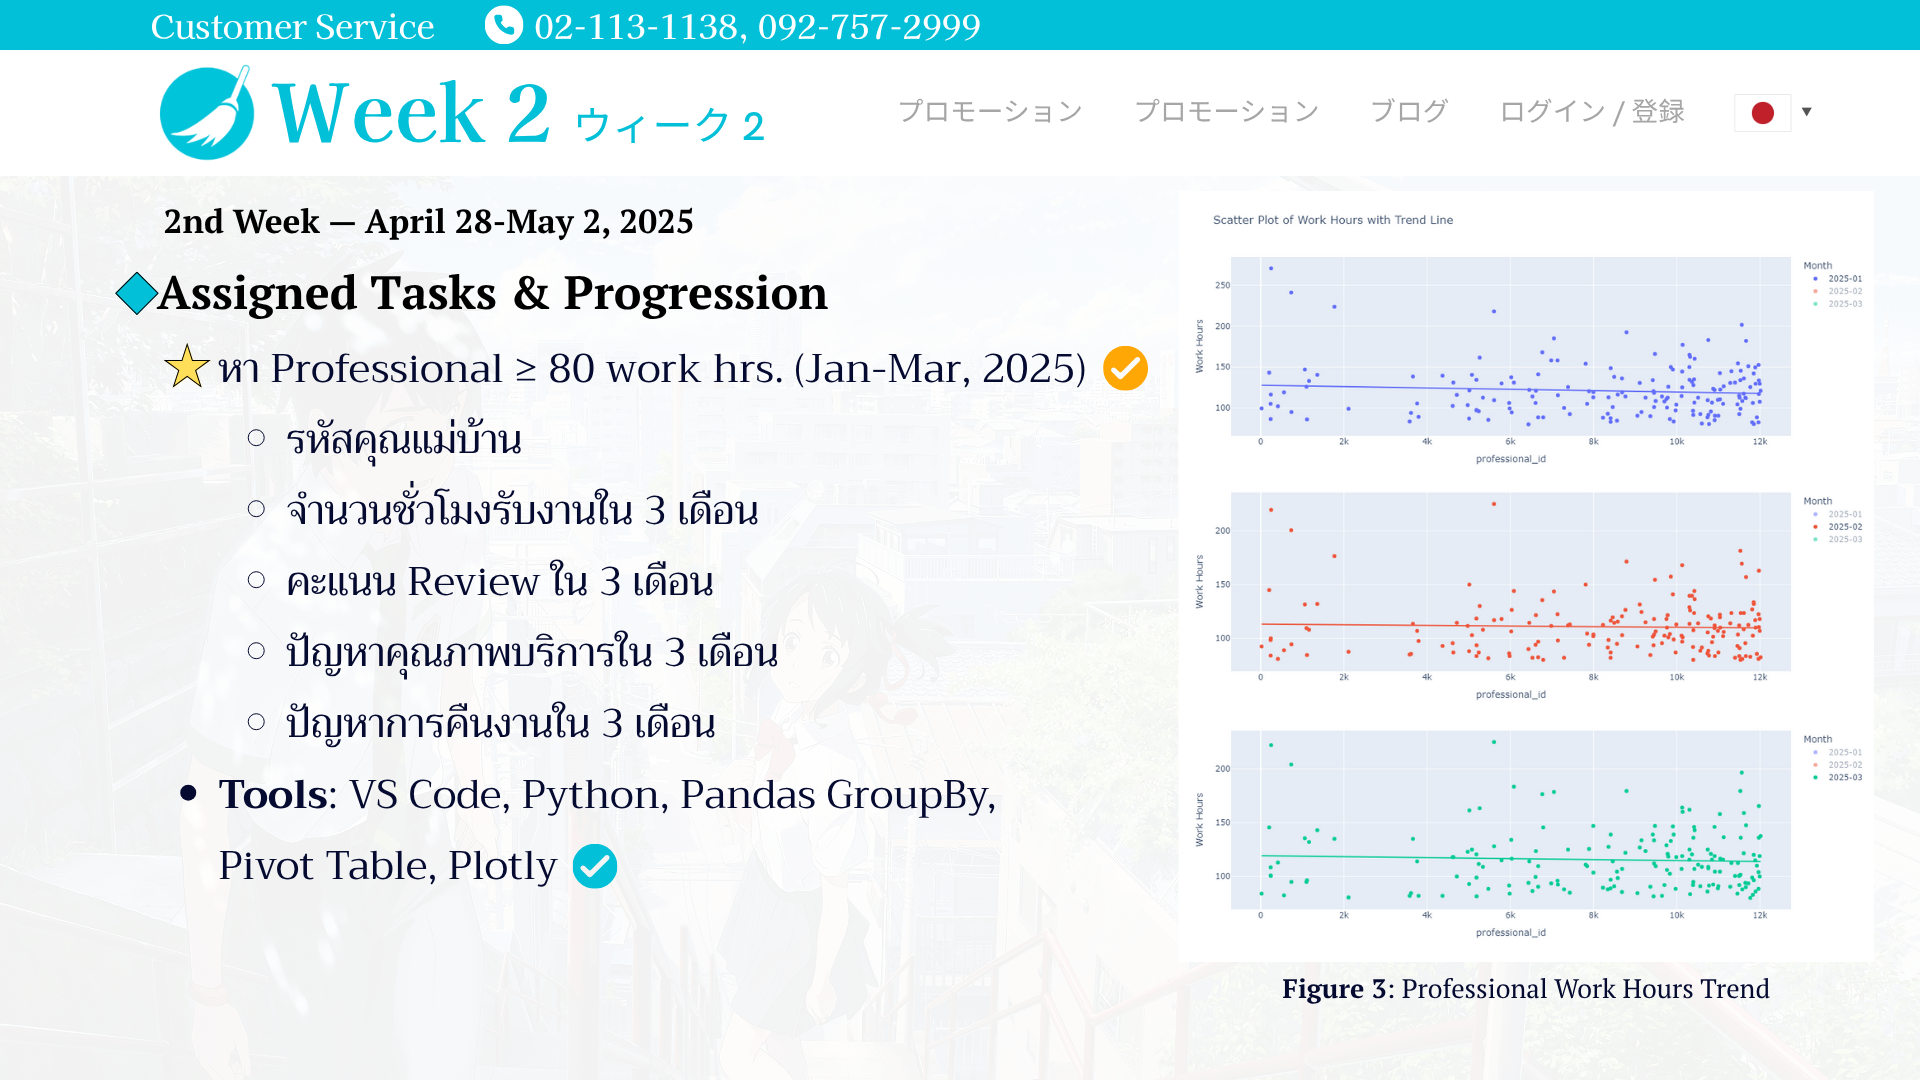 Customer Service 02-113-1138, 092-757-2999
Week 2 ウィーク 2
プロモーション プロモーション ブログ ログイン / 登録
2nd Week — April 28-May 2, 2025
Assigned Tasks & Progression
หา Professional ≥ 80 work hrs. (Jan-Mar, 2025)
รหัสคุณแม่บ้าน
จำนวนชั่วโมงรับงานใน 3 เดือน
คะแนน Review ใน 3 เดือน
ปัญหาคุณภาพบริการใน 3 เดือน
ปัญหาการคืนงานใน 3 เดือน
Tools: VS Code, Python, Pandas GroupBy,
Pivot Table, Plotly
Scatter Plot of Work Hours with Trend Line
Month
2025-01
2025-02
2025-03
Work Hours
250
200
150
100
0 2k 4k 6k 8k 10k 12k
professional_id
Month
2025-01
2025-02
2025-03
Work Hours
200
150
100
0 2k 4k 6k 8k 10k 12k
professional_id
Month
2025-01
2025-02
2025-03
Work Hours
200
150
100
0 2k 4k 6k 8k 10k 12k
professional_id
Figure 3: Professional Work Hours Trend